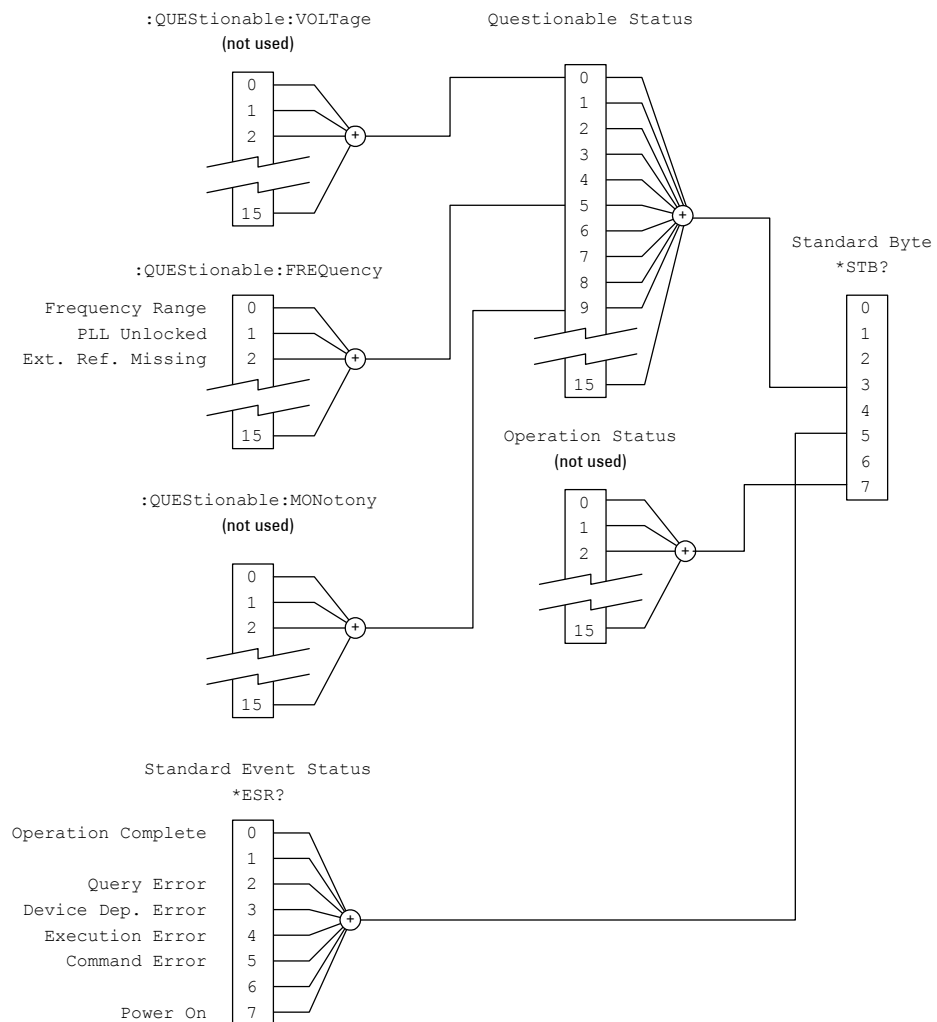 :QUEStionable:VOLTage
(not used)
0
1
2
15
:QUEStionable:FREQuency
Frequency Range 0
PLL Unlocked 1
Ext. Ref. Missing 2
15
:QUEStionable:MONotony
(not used)
0
1
2
15
Standard Event Status
*ESR?
Operation Complete 0
1
Query Error 2
Device Dep. Error 3
Execution Error 4
Command Error 5
6
Power On 7
Questionable Status
0
1
2
3
4
5
6
7
8
9
15
Operation Status
(not used)
0
1
2
15
Standard Byte
*STB?
0
1
2
3
4
5
6
7
+
+
+
+
+
+